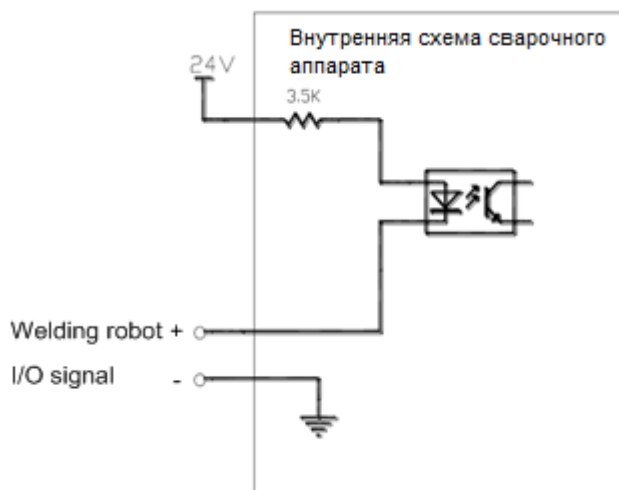 Внутренняя схема сварочного
аппарата
24V
3.5K
Welding robot +
I/O signal -